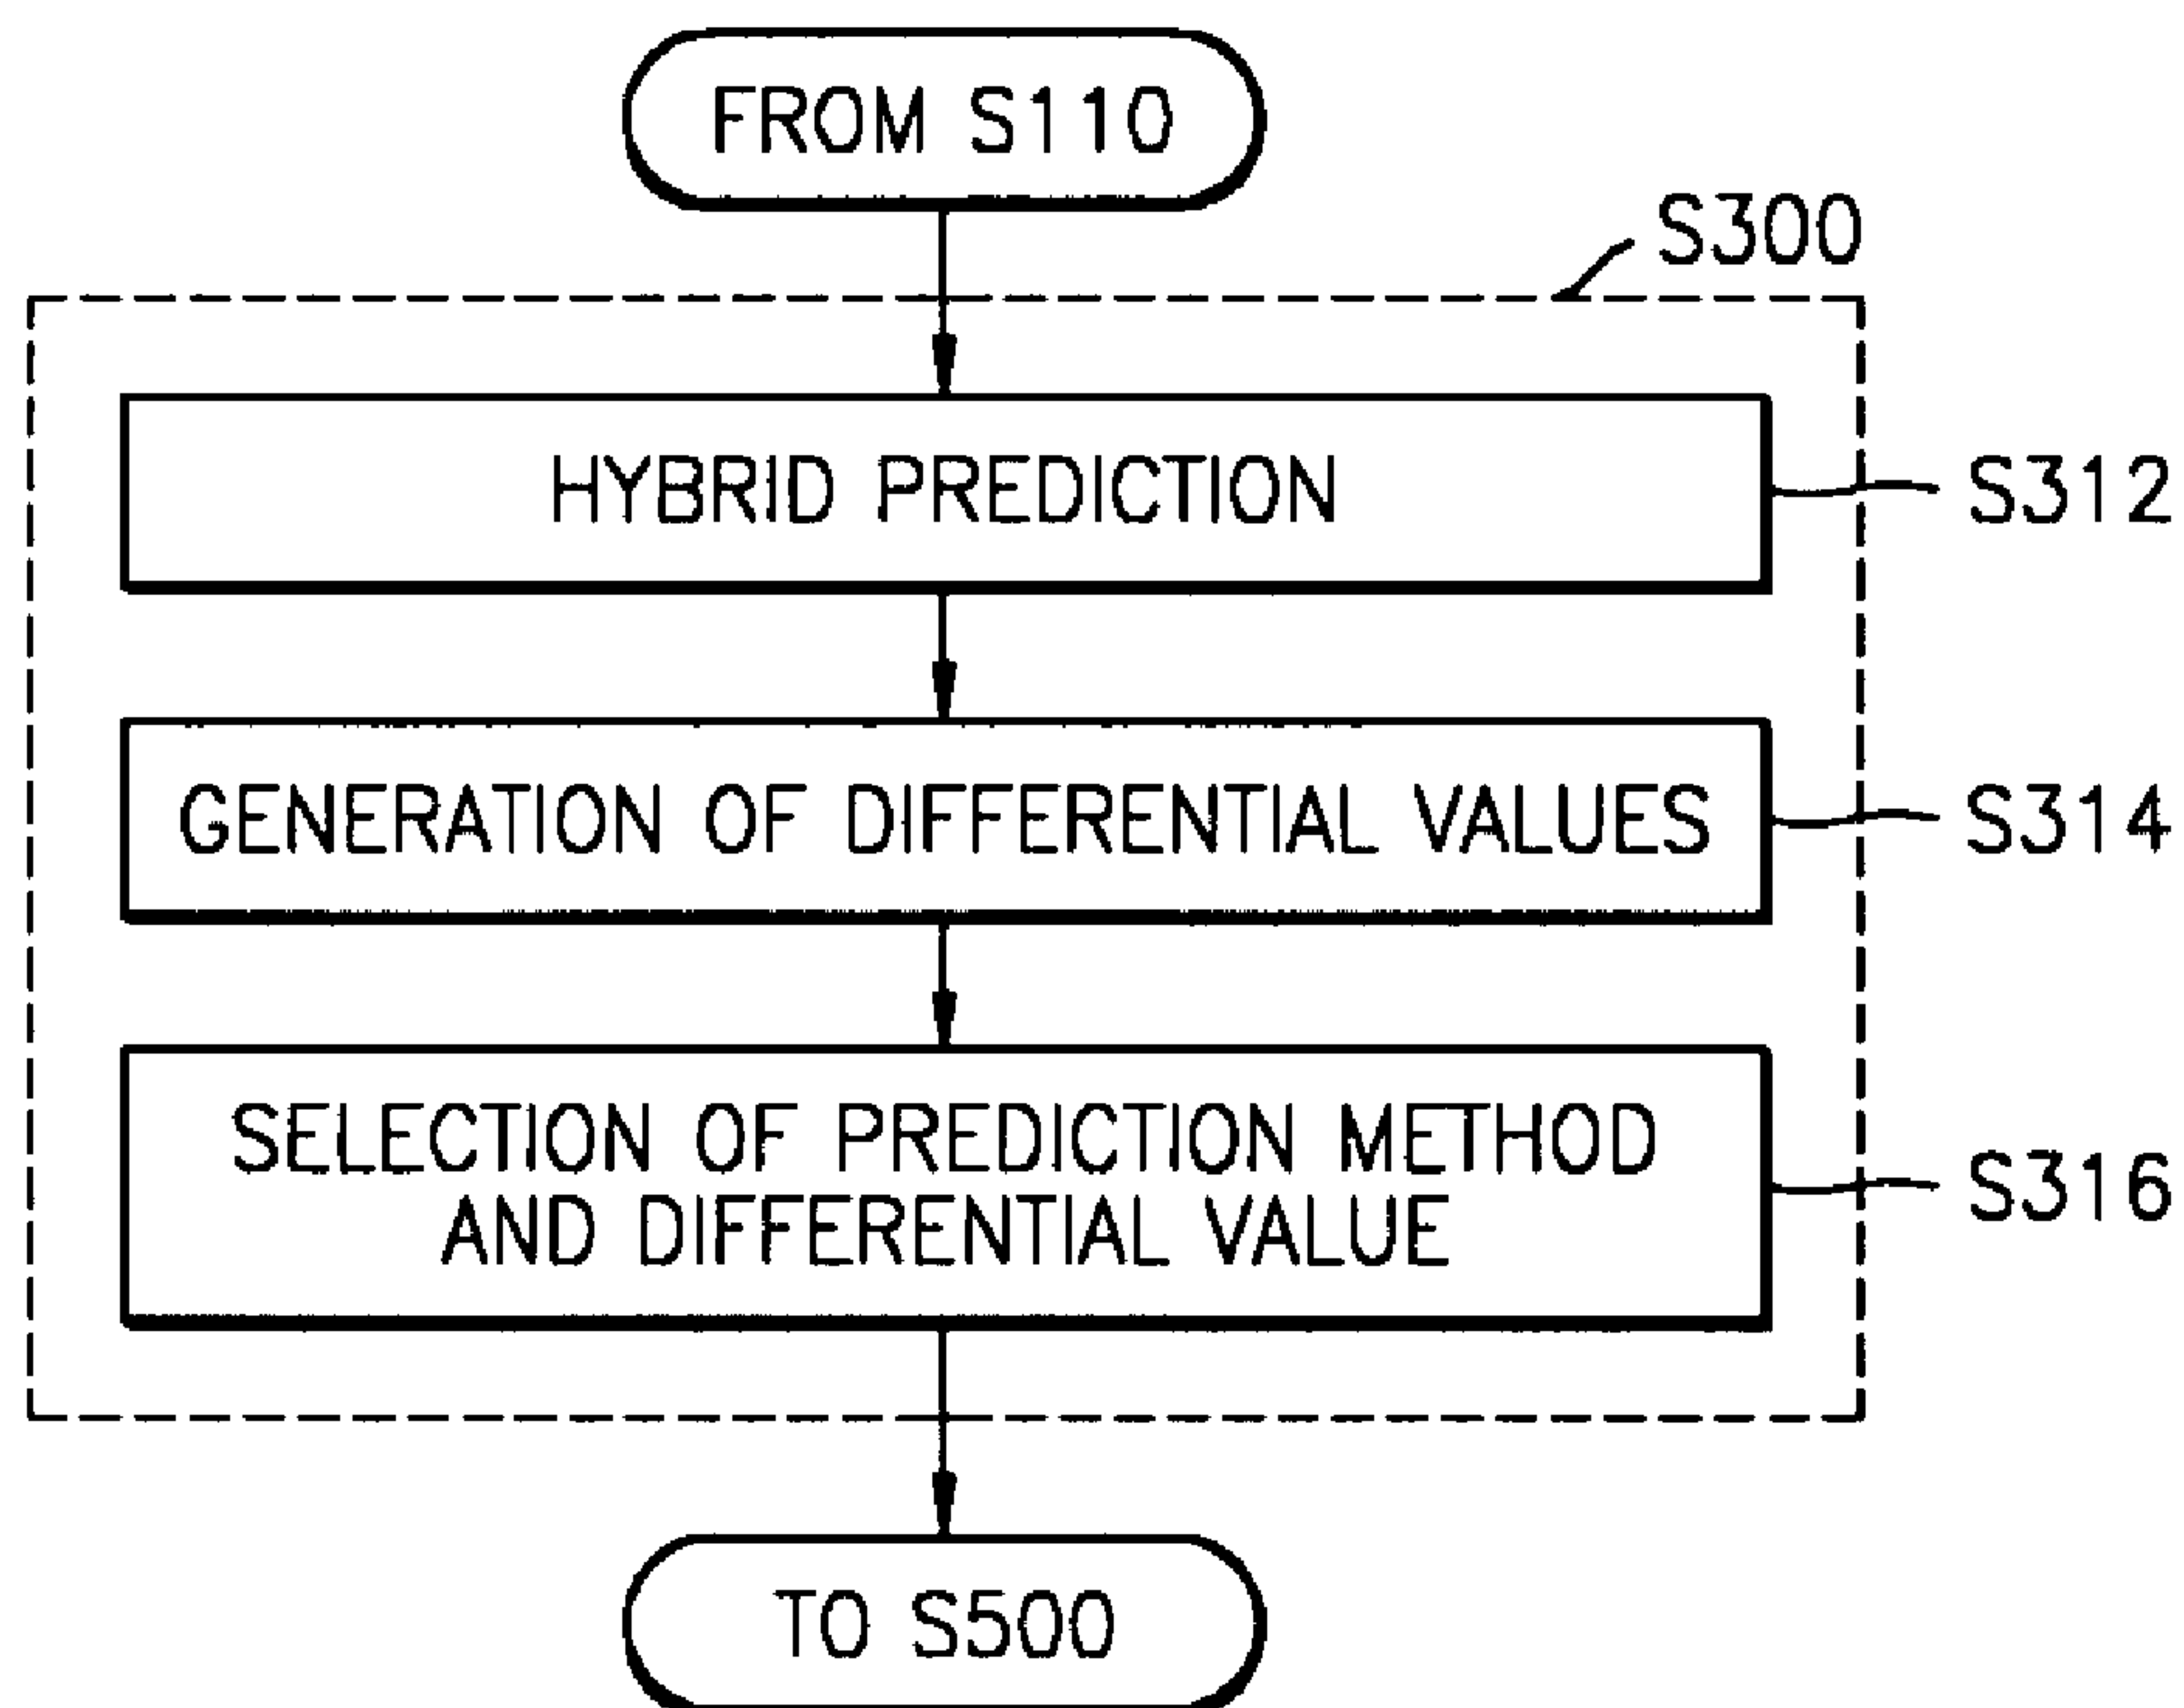 FROM S110
S300
HYBRID PREDICTION
S312
GENERATION OF DIFFERENTIAL VALUES
S314
SELECTION OF PREDICTION METHOD
AND DIFFERENTIAL VALUE
S316
TO S500